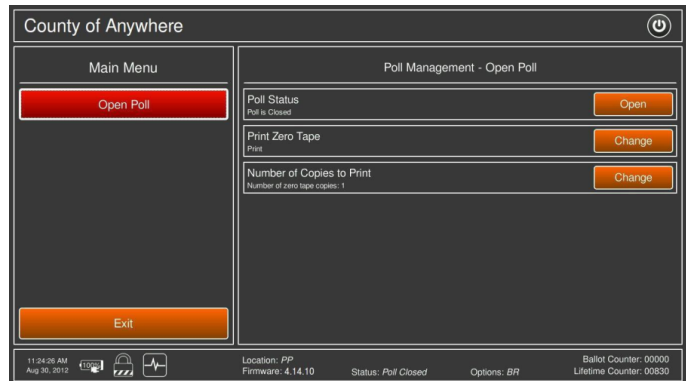 County of Anywhere
Main Menu
Open Poll
Exit
Poll Management - Open Poll
Poll Status
Poll is Closed
Open
Print Zero Tape
Print
Change
Number of Copies to Print
Number of zero tape copies: 1
Change
11:24:26 AM
Aug 30, 2012
100%
Location: PP
Firmware: 4.14.10
Status: Poll Closed
Options: BR
Ballot Counter: 00000
Lifetime Counter: 00830